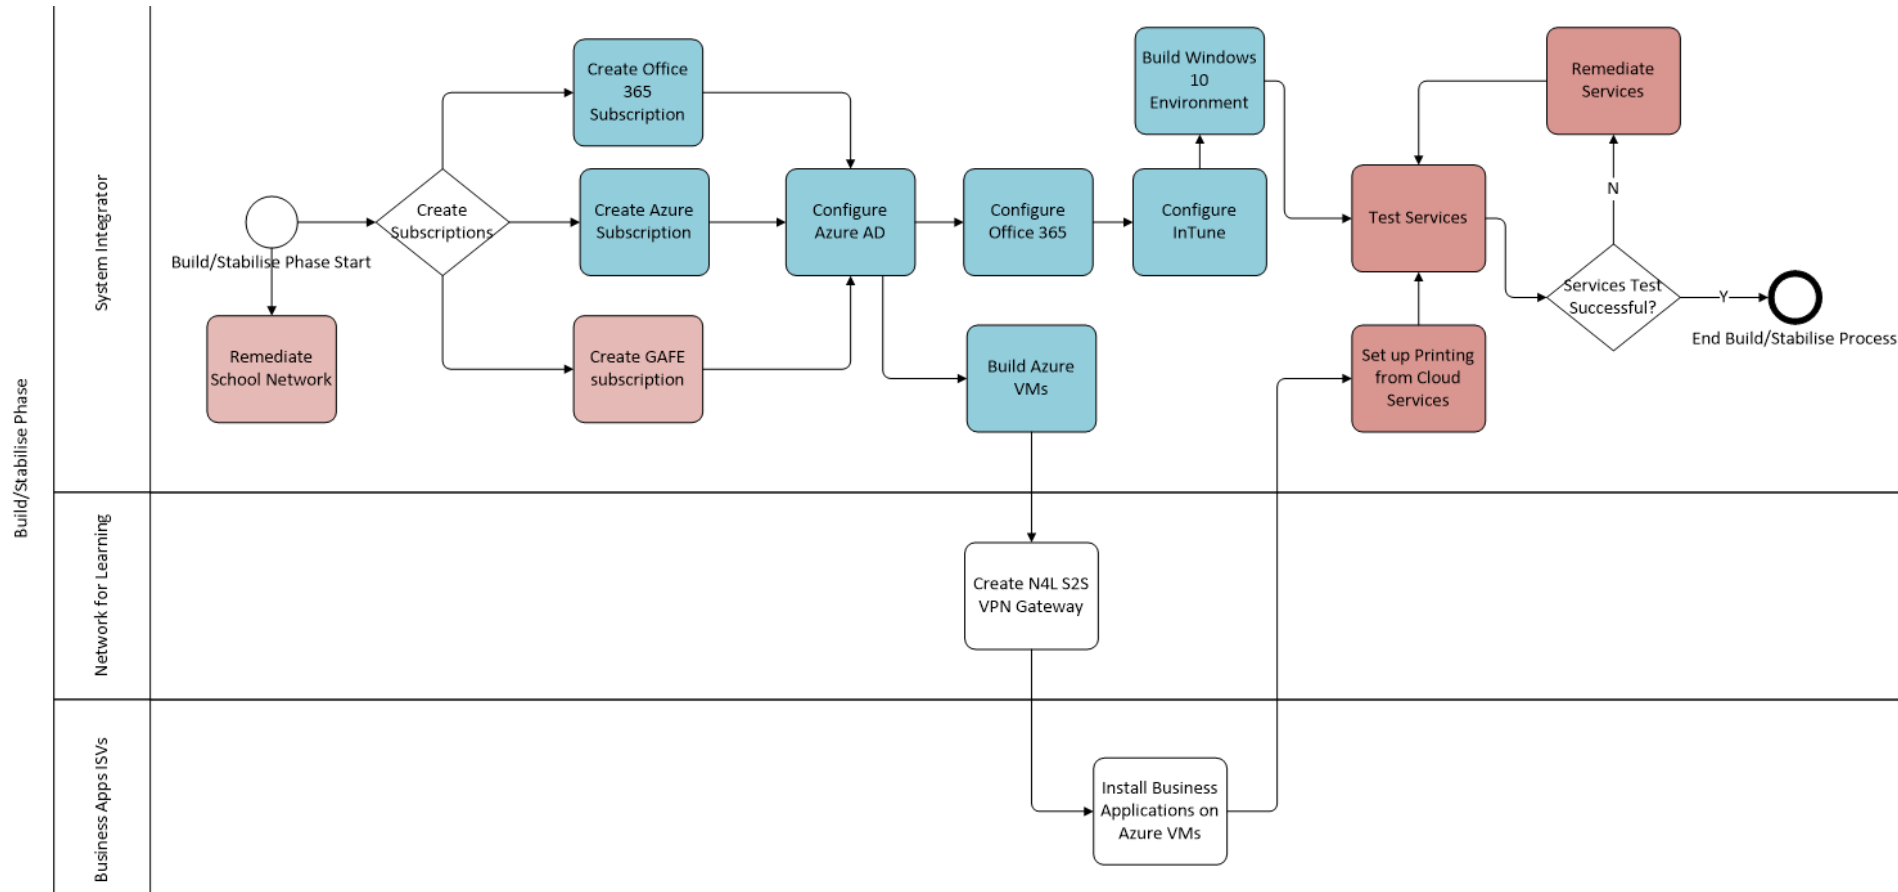 Build/Stabilise Phase
System Integrator
Build/Stabilise Phase Start
Remediate
School Network
Create
Subscriptions
Create Office
365
Subscription
Create Azure
Subscription
Create GAFE
subscription
Configure
Azure AD
Configure
Office 365
Configure
InTune
Build Windows
10
Environment
Build Azure
VMs
Test Services
Set up Printing
from Cloud
Services
Remediate
Services
N
Services Test
Successful?
Y
End Build/Stabilise Process
Network for Learning
Create N4L S2S
VPN Gateway
Business Apps ISVs
Install Business
Applications on
Azure VMs